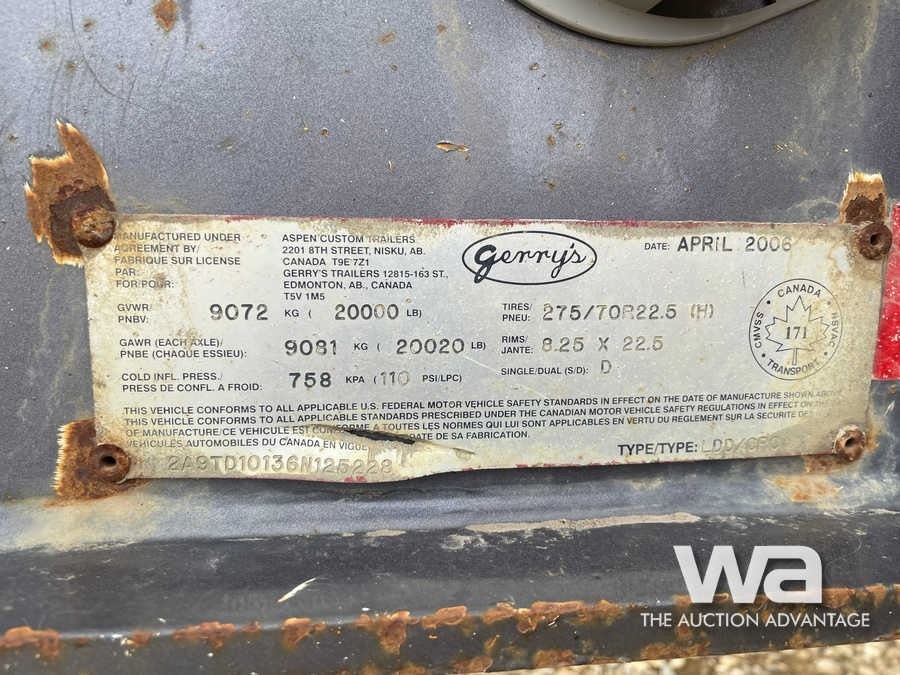 MANUFACTURED UNDER
AGREEMENT BY/
FABRIQUE SUR LICENSE
PAR:
FOR/POUR:
ASPEN CUSTOM TRAILERS
2201 8TH STREET, NISKU, AB.
CANADA T9E 7Z1
GERRY'S TRAILERS 12815-163 ST.,
EDMONTON, AB., CANADA
T5V 1M5
Gerry's
DATE: APRIL 2006
GVWR/
PNBV: 9072 KG ( 20000 LB)
TIRES/
PNEU: 275/70R22.5 (H)
GAWR (EACH AXLE)/
PNBE (CHAQUE ESSIEU): 9081 KG ( 20020 LB)
RIMS/
JANTE: 8.25 X 22.5
COLD INFL. PRESS./
PRESS DE CONFL. A FROID: 758 KPA (110 PSI/LPC)
SINGLE/DUAL (S/D): D
CANADA
CMVSS
171
NSVAC
TRANSPORT
THIS VEHICLE CONFORMS TO ALL APPLICABLE U.S. FEDERAL MOTOR VEHICLE SAFETY STANDARDS IN EFFECT ON THE DATE OF MANUFACTURE SHOWN ABOVE
THIS VEHICLE CONFORMS TO ALL APPLICABLE STANDARDS PRESCRIBED UNDER THE CANADIAN MOTOR VEHICLE SAFETY REGULATIONS IN EFFECT ON THE
OF MANUFACTURE/CE VEHICULE EST CONFORME A TOUTES LES NORMES QUI LUI SONT APPLICABLES EN VERTU DU REGLEMENT SUR LA SECURITE DE
VÉHICULES AUTOMOBILES DU CANADA EN VIGUE DATE DE SA FABRICATION.
TYPE/TYPE:
2A9TD10136N125228
wa
THE AUCTION ADVANTAGE